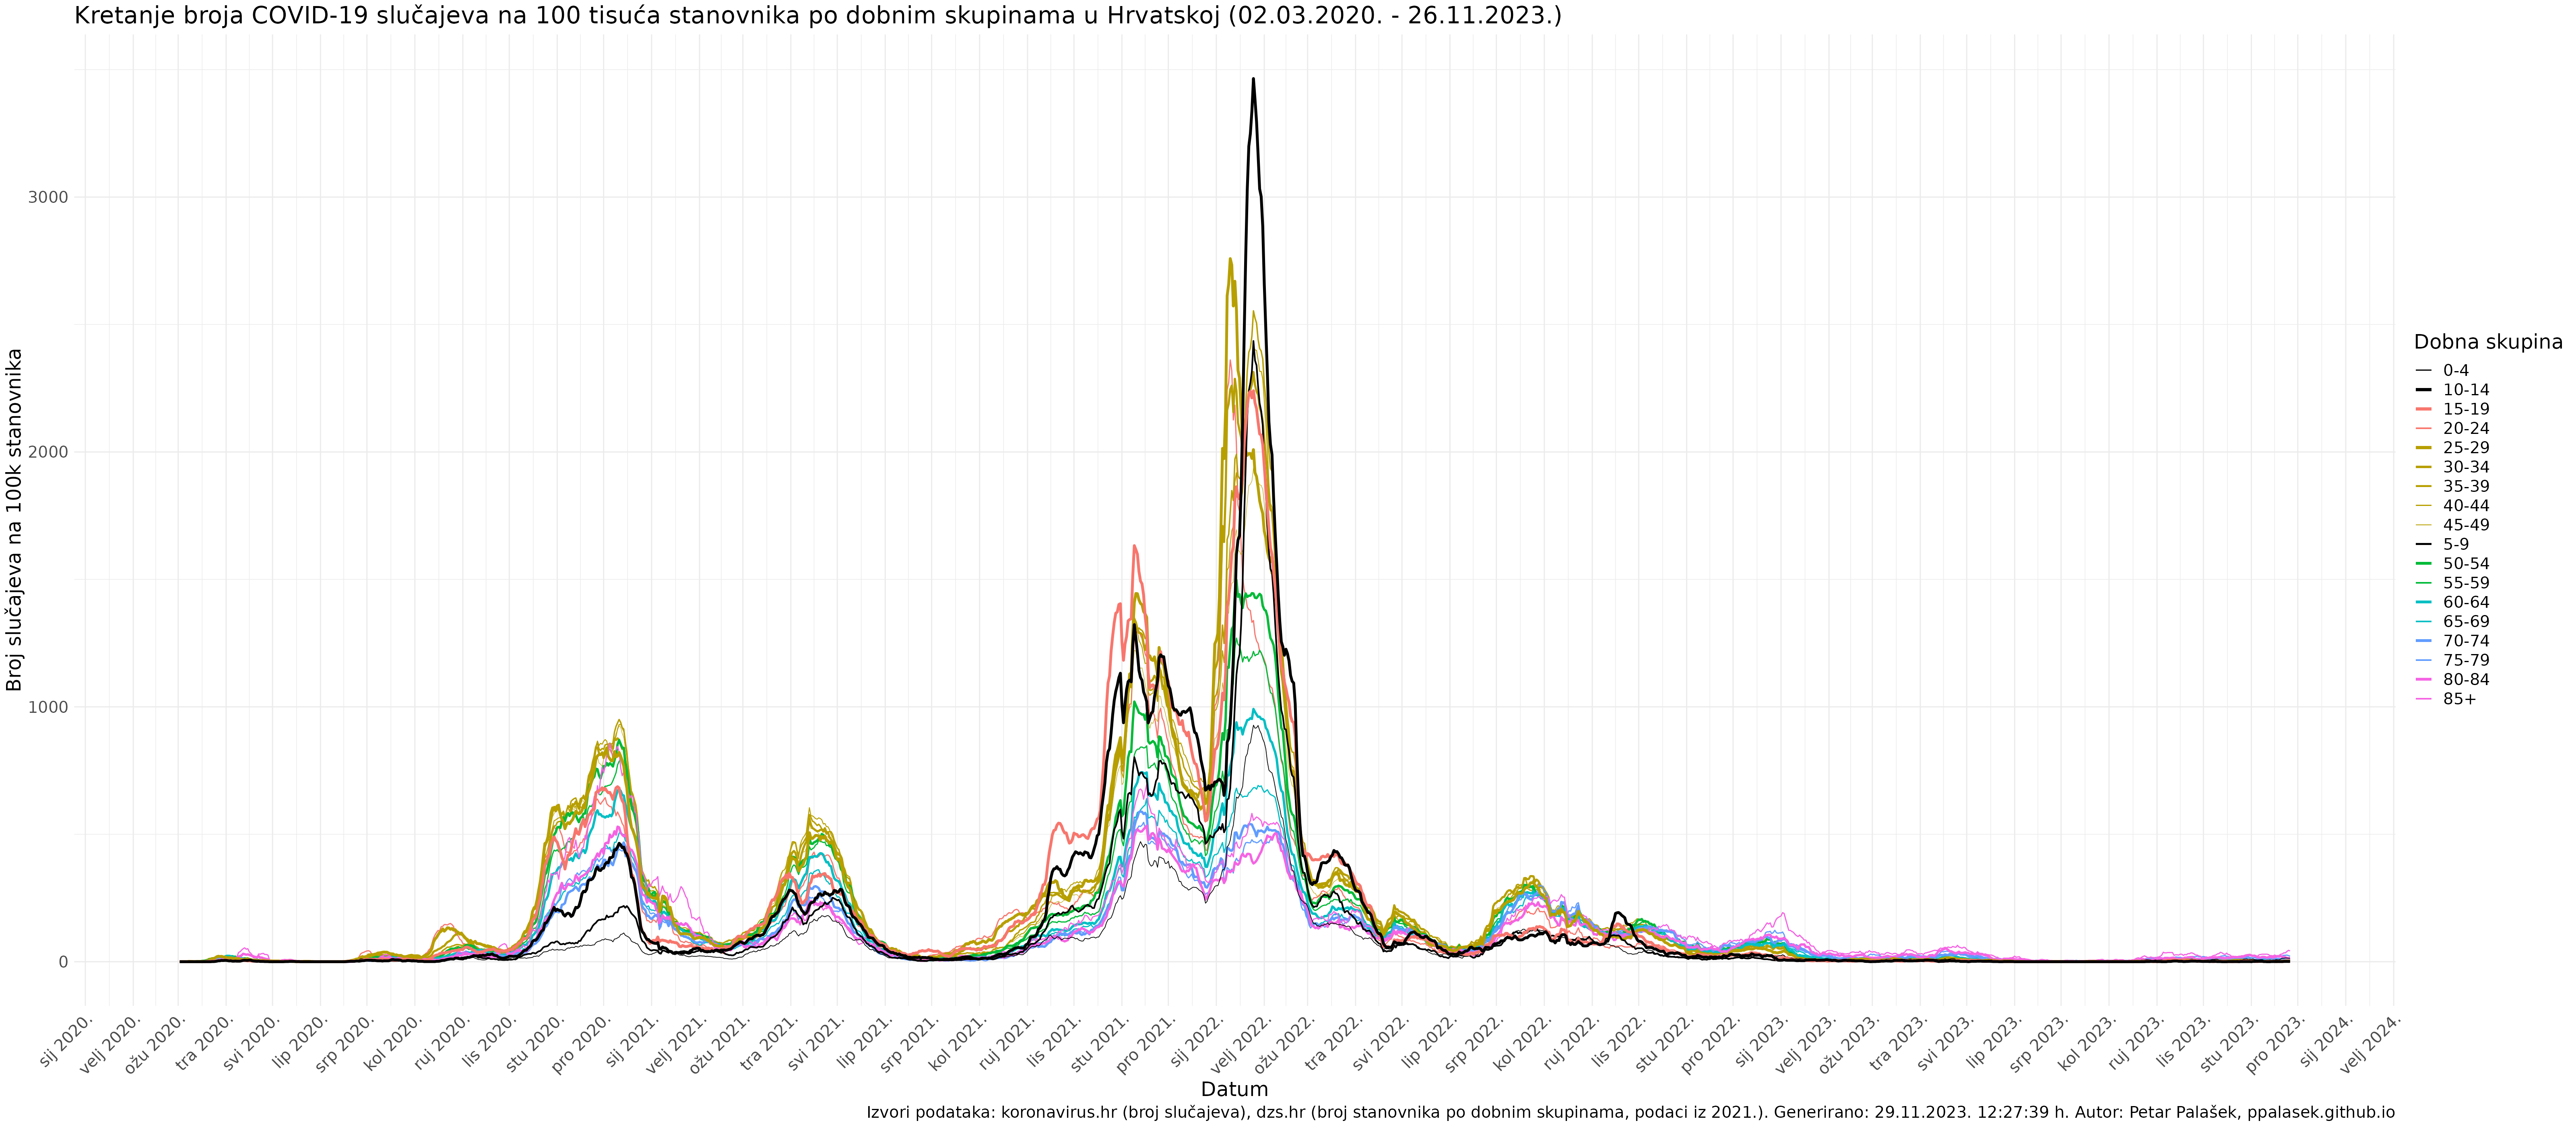 Kretanje broja COVID-19 slučajeva na 100 tisuća stanovnika po dobnim skupinama u Hrvatskoj (02.03.2020. - 26.11.2023.)
Broj slučajeva na 100k stanovnika
3000
2000
1000
0
sij 2020.
velj 2020.
ožu 2020.
tra 2020.
svi 2020.
lip 2020.
srp 2020.
kol 2020.
ruj 2020.
lis 2020.
stu 2020.
pro 2020.
sij 2021.
velj 2021.
ožu 2021.
tra 2021.
svi 2021.
lip 2021.
srp 2021.
kol 2021.
ruj 2021.
lis 2021.
stu 2021.
pro 2021.
sij 2022.
velj 2022.
ožu 2022.
tra 2022.
svi 2022.
lip 2022.
srp 2022.
kol 2022.
ruj 2022.
lis 2022.
stu 2022.
pro 2022.
sij 2023.
velj 2023.
ožu 2023.
tra 2023.
svi 2023.
lip 2023.
srp 2023.
kol 2023.
ruj 2023.
lis 2023.
stu 2023.
pro 2023.
sij 2024.
velj 2024.
Datum
Dobna skupina
0-4
10-14
15-19
20-24
25-29
30-34
35-39
40-44
45-49
5-9
50-54
55-59
60-64
65-69
70-74
75-79
80-84
85+
Izvori podataka: koronavirus.hr (broj slučajeva), dzs.hr (broj stanovnika po dobnim skupinama, podaci iz 2021.). Generirano: 29.11.2023. 12:27:39 h. Autor: Petar Palašek, ppalasek.github.io